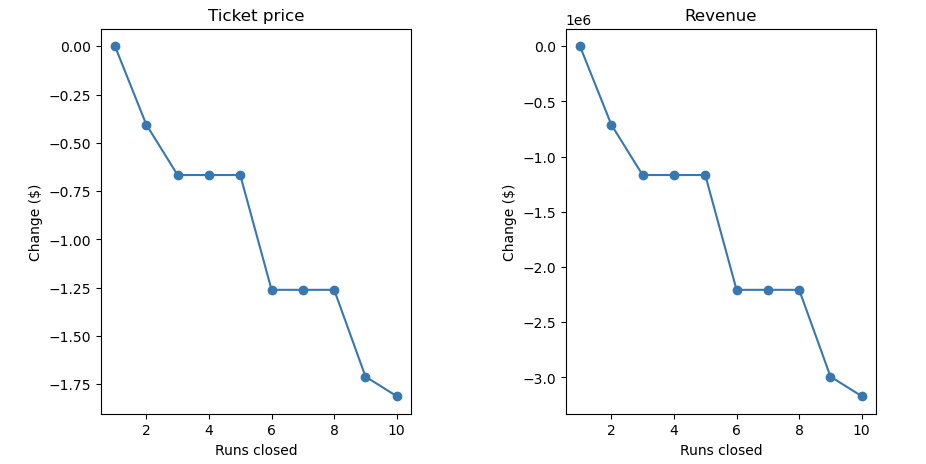 Ticket price
0.00
−0.25
−0.50
−0.75
−1.00
−1.25
−1.50
−1.75
Change ($)
2 4 6 8 10
Runs closed
Revenue
1e6
0.0
−0.5
−1.0
−1.5
−2.0
−2.5
−3.0
Change ($)
2 4 6 8 10
Runs closed